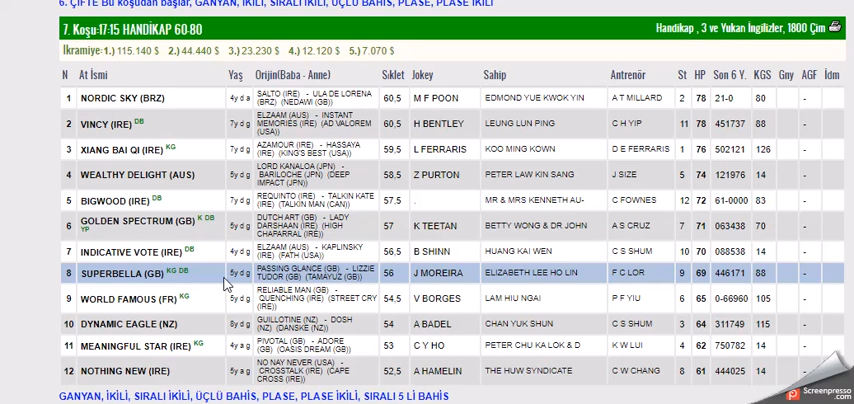 6. ÇİFTE Bu koşudan başlar, GANYAN, İKİLİ, SIRALI İKİLİ, ÜÇLÜ BAHİS, PLASE, PLASE İKİLİ
7. Koşu:17:15 HANDİKAP 60-80 Handikap , 3 ve Yukarı İngilizler, 1800 Çim
İkramiye:1.) 115.140 $ 2.) 44.440 $ 3.) 23.230 $ 4.) 12.120 $ 5.) 7.070 $
N At İsmi Yaş Orijin(Baba - Anne) Sıklet Jokey Sahip Antrenör St HP Son 6 Y. KGS Gny AGF İdm
1 NORDIC SKY (BRZ) 4y d a SALTO (IRE) - ULA DE LORENA (BRZ) (NEDAWI (GB)) 60,5 M F POON EDMOND YUE KWOK YIN A T MILLARD 2 78 21-0 80 -
2 VINCY (IRE) DB 7y d g ELZAAM (AUS) - INSTANT MEMORIES (IRE) (AD VALOREM (USA)) 60,5 H BENTLEY LEUNG LUN PING C H YIP 11 78 451737 88 -
3 XIANG BAI QI (IRE) KG 7y d g AZAMOUR (IRE) - HASSAYA (IRE) (KING'S BEST (USA)) 59,5 L FERRARIS KOO MING KOWN D E FERRARIS 1 76 502121 126 -
4 WEALTHY DELIGHT (AUS) 4y d g LORD KANALOA (JPN) - BARILOCHE (JPN) (DEEP IMPACT (JPN)) 58,5 Z PURTON PETER LAW KIN SANG J SIZE 5 74 121976 14 -
5 BIGWOOD (IRE) DB 7y d g REQUINTO (IRE) - TALKIN KATE (IRE) (TALKIN MAN (CAN)) 57,5 . MR & MRS KENNETH AU- C FOWNES 12 72 61-0000 83 -
6 GOLDEN SPECTRUM (GB) K DB YP 5y d g DUTCH ART (GB) - LADY DARSHAAN (IRE) (HIGH CHAPARRAL (IRE)) 57 K TEETAN BETTY WONG & DR JOHN A S CRUZ 7 71 063438 70 -
7 INDICATIVE VOTE (IRE) DB 4y d g ELZAAM (AUS) - KAPLINSKY (IRE) (FATH (USA)) 56,5 B SHINN HUANG KAI WEN C S SHUM 10 70 088538 14 -
8 SUPERBELLA (GB) KG DB 5y d g PASSING GLANCE (GB) - LIZZIE TUDOR (GB) (TAMAYUZ (GB)) 56 J MOREIRA ELIZABETH LEE HO LIN F C LOR 9 69 446171 88 -
9 WORLD FAMOUS (FR) KG 5y d g RELIABLE MAN (GB) - QUENCHING (IRE) (STREET CRY (IRE)) 54,5 V BORGES LAM HIU NGAI P F YIU 6 65 0-66960 105 -
10 DYNAMIC EAGLE (NZ) 8y d g GUILLOTINE (NZ) - DOSH (NZ) (DANSKE (NZ)) 54 A BADEL CHAN YUK SHUN C S SHUM 3 64 311749 115 -
11 MEANINGFUL STAR (IRE) KG 4y a g PIVOTAL (GB) - ADORE (GB) (OASIS DREAM (GB)) 53 C Y HO PETER CHU KA LOK & D K W LUI 4 62 750782 14 -
12 NOTHING NEW (IRE) 5y a g NO NAY NEVER (USA) - CROSSTALK (IRE) (CAPE CROSS (IRE)) 52,5 A HAMELIN THE HUW SYNDICATE C W CHANG 8 61 444025 14 -
GANYAN, İKİLİ, SIRALI İKİLİ, ÜÇLÜ BAHİS, PLASE, PLASE İKİLİ, SIRALI 5 Lİ BAHİS
Screenpresso
.com